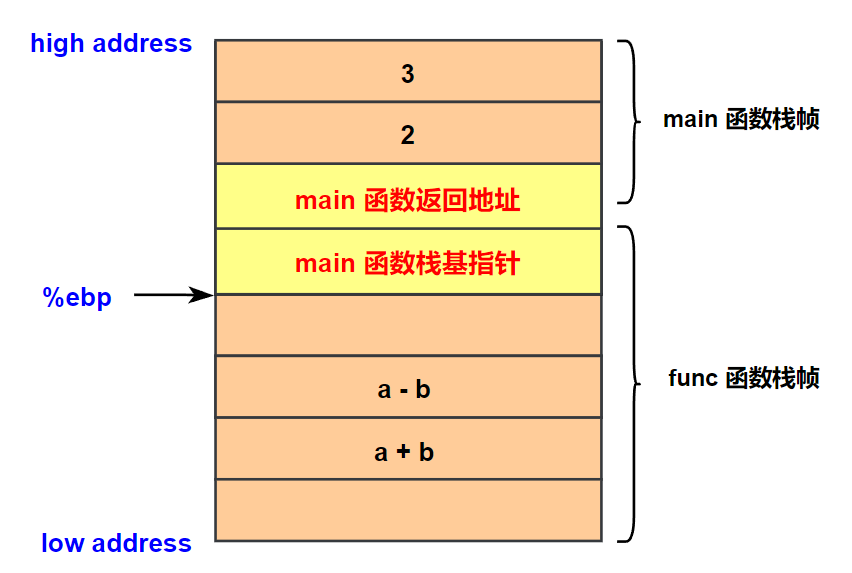 high address
3
main 函数栈帧
2
main 函数返回地址
main 函数栈基指针
%ebp
func 函数栈帧
a - b
a + b
low address